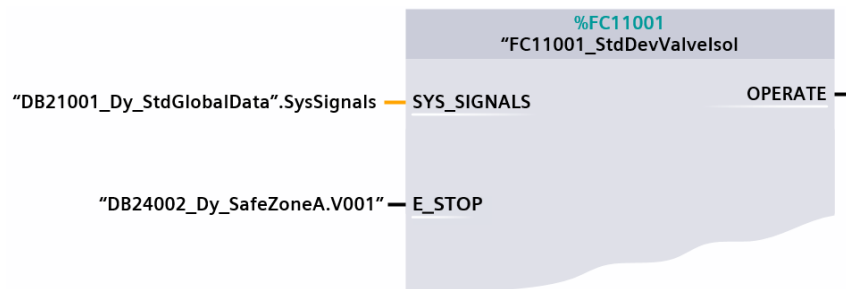 %FC11001
“FC11001_StdDevValveIsol
“DB21001_Dy_StdGlobalData”.SysSignals
SYS_SIGNALS
OPERATE
“DB24002_Dy_SafeZoneA.V001”
E_STOP